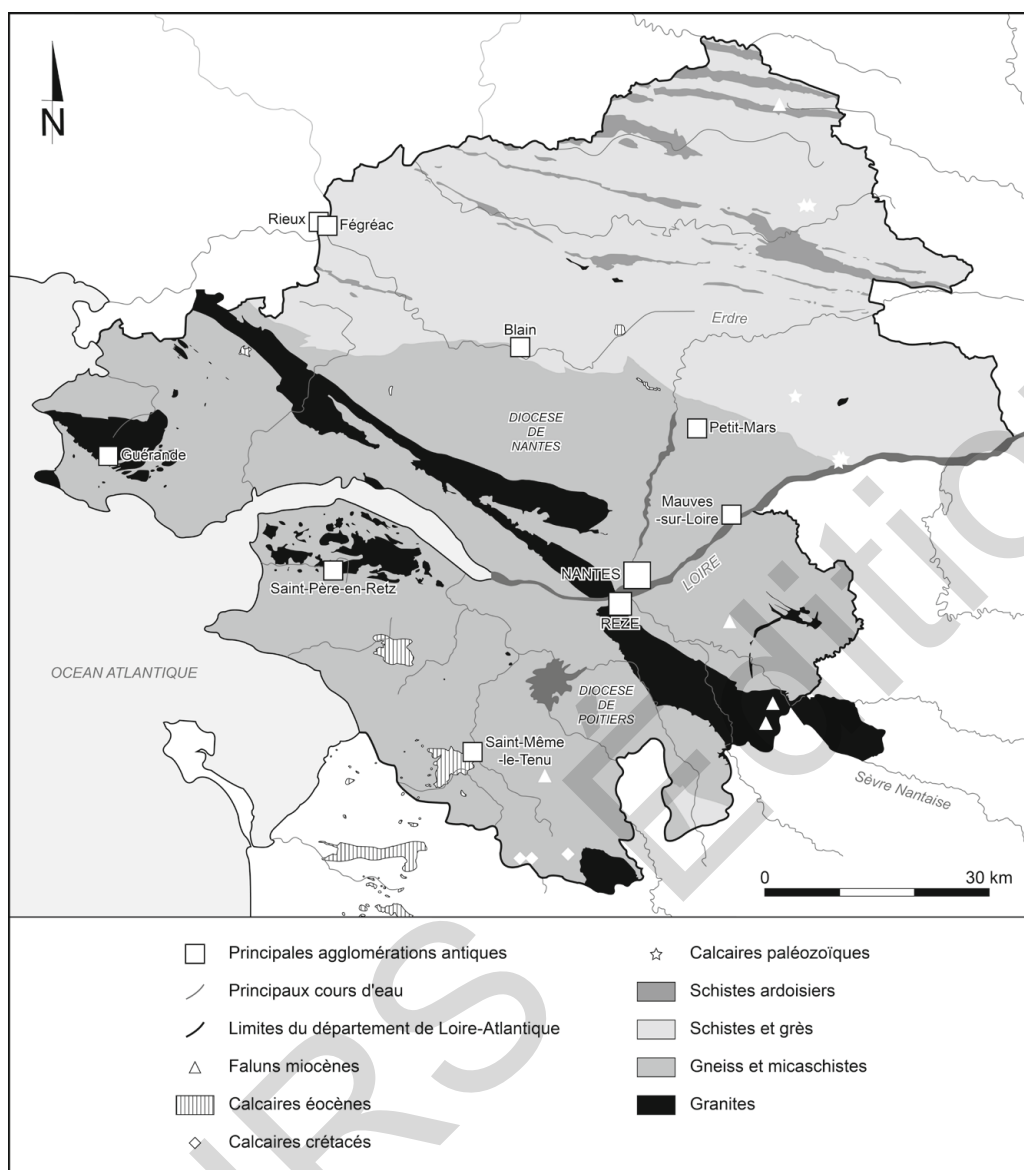 N
Rieux
Fégréac
Erdre
Blain
DIOCESE
DE
NANTES
Petit-Mars
Guérande
Mauves
-sur-Loire
NANTES
LOIRE
Saint-Père-en-Retz
REZE
OCEAN ATLANTIQUE
DIOCESE
DE
POITIERS
Saint-Même
-le-Tenu
Sèvre Nantaise
0 30 km
Principales agglomérations antiques
Principaux cours d'eau
Limites du département de Loire-Atlantique
Faluns miocènes
Calcaires éocènes
Calcaires crétacés
Calcaires paléozoïques
Schistes ardoisiers
Schistes et grès
Gneiss et micaschistes
Granites